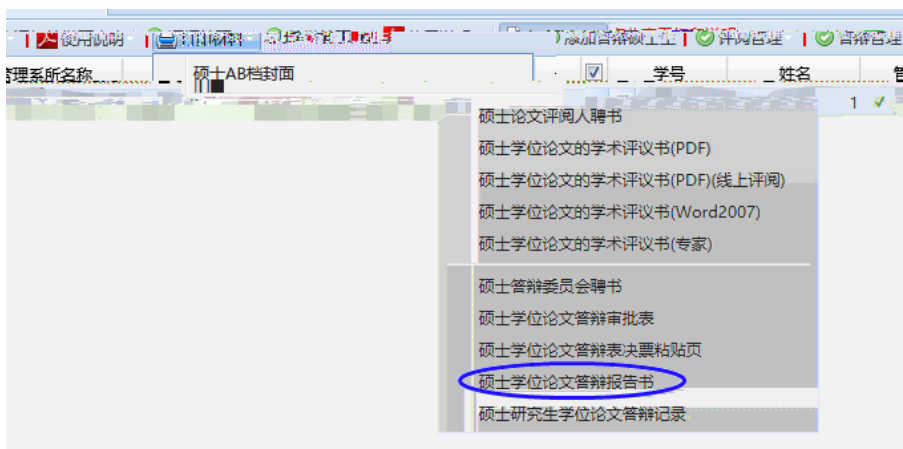 使用说明 打印材料 添加答辩硕士生 评阅管理 答辩管理
管理系所名称 学号 姓名
硕士AB档封面
1
硕士论文评阅人聘书
硕士学位论文的学术评议书(PDF)
硕士学位论文的学术评议书(PDF)(线上评阅)
硕士学位论文的学术评议书(Word2007)
硕士学位论文的学术评议书(专家)
硕士答辩委员会聘书
硕士学位论文答辩审批表
硕士学位论文答辩表决票粘贴页
硕士学位论文答辩报告书
硕士研究生学位论文答辩记录